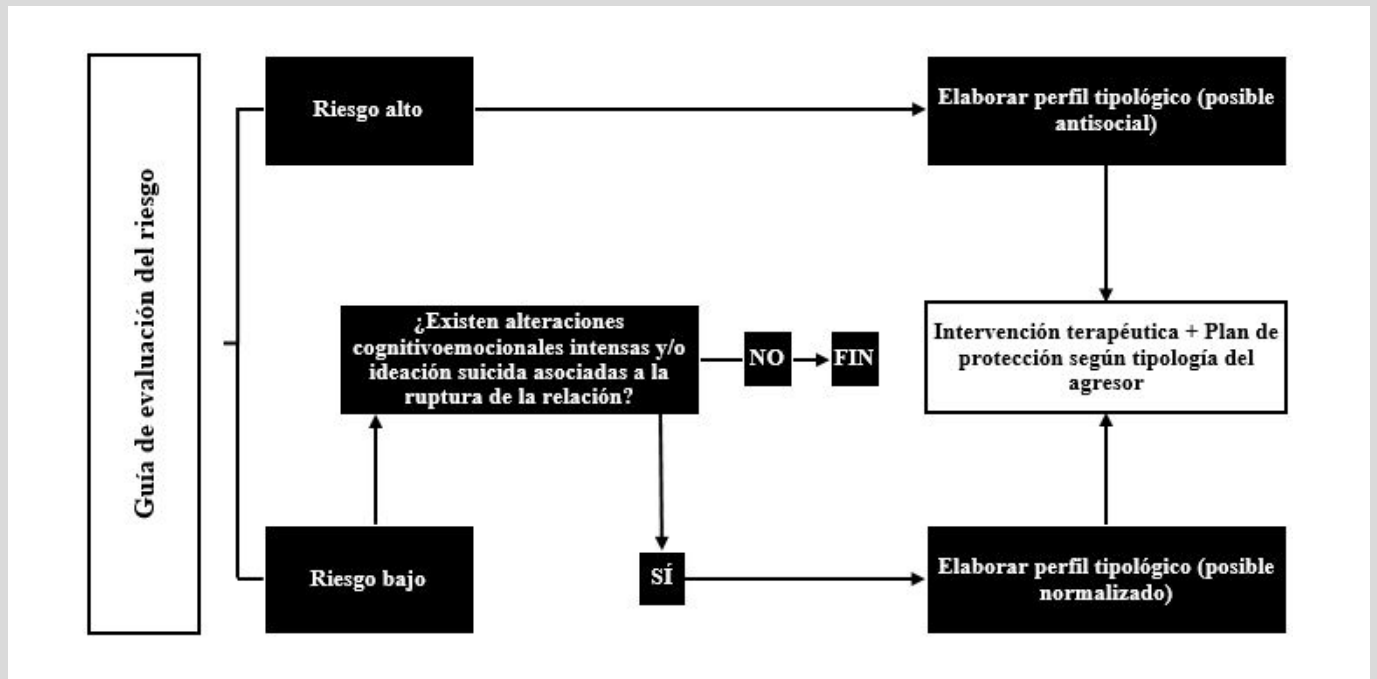 Guía de evaluación del riesgo
Riesgo alto
Elaborar perfil tipológico (posible
antisocial)
¿Existen alteraciones
cognitivoemocionales intensas y/o
ideación suicida asociadas a la
ruptura de la relación?
NO
FIN
Intervención terapéutica + Plan de
protección según tipología del
agresor
Riesgo bajo
SÍ
Elaborar perfil tipológico (posible
normalizado)